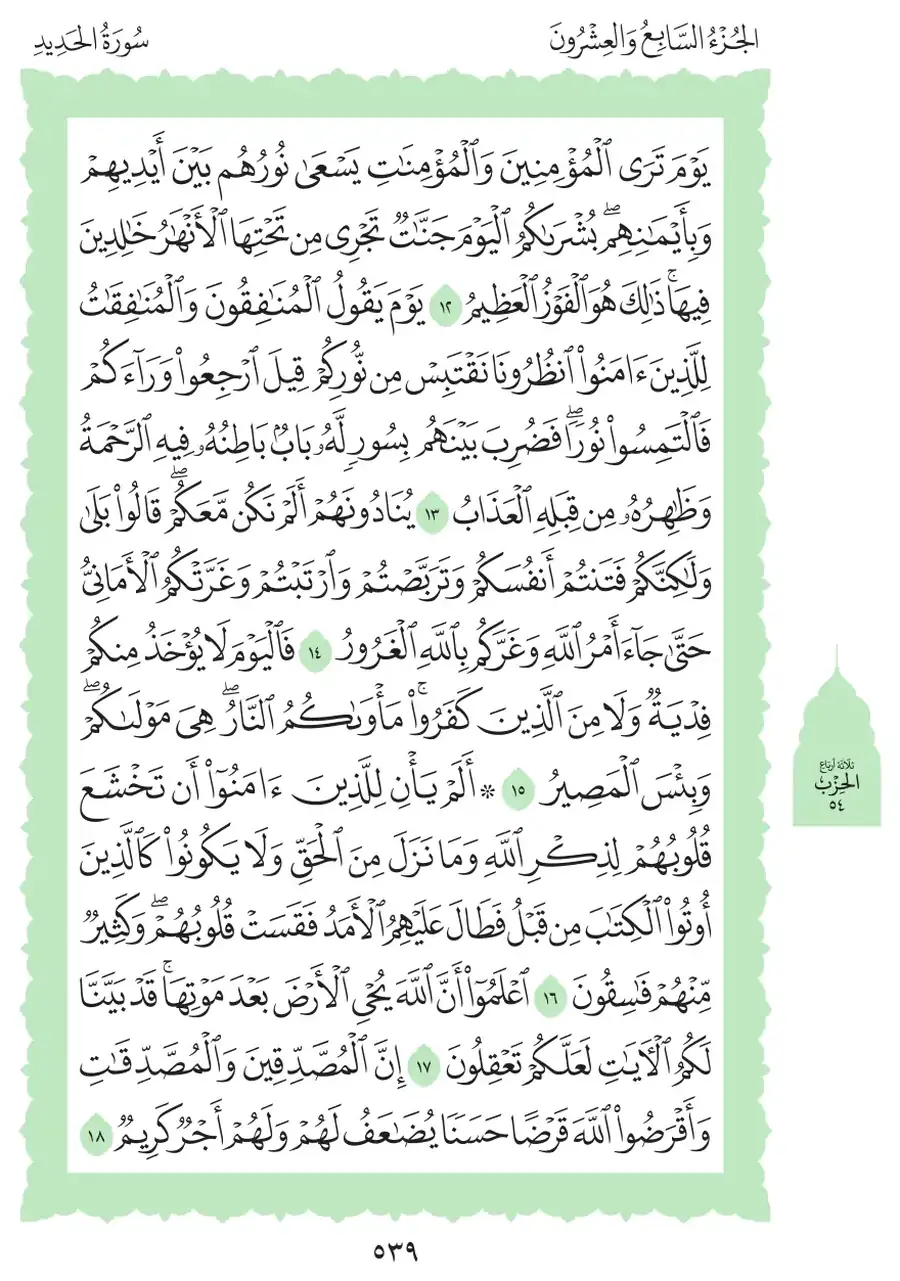 الجُزْءُ السَّابِعُ وَالعِشْرُونَ
سُورَةُ الحَدِيدِ
يَوۡمَ تَرَى ٱلۡمُؤۡمِنِينَ وَٱلۡمُؤۡمِنَٰتِ يَسۡعَىٰ نُورُهُم بَيۡنَ أَيۡدِيهِمۡ
وَبِأَيۡمَٰنِهِمۖ بُشۡرَىٰكُمُ ٱلۡيَوۡمَ جَنَّٰتٞ تَجۡرِي مِن تَحۡتِهَا ٱلۡأَنۡهَٰرُ خَٰلِدِينَ
فِيهَاۚ ذَٰلِكَ هُوَ ٱلۡفَوۡزُ ٱلۡعَظِيمُ ١٢ يَوۡمَ يَقُولُ ٱلۡمُنَٰفِقُونَ وَٱلۡمُنَٰفِقَٰتُ
لِلَّذِينَ ءَامَنُواْ ٱنظُرُونَا نَقۡتَبِسۡ مِن نُّورِكُمۡ قِيلَ ٱرۡجِعُواْ وَرَآءَكُمۡ
فَٱلۡتَمِسُواْ نُورٗاۖ فَضُرِبَ بَيۡنَهُم بِسُورٖ لَّهُۥ بَابُۢ بَاطِنُهُۥ فِيهِ ٱلرَّحۡمَةُ
وَظَٰهِرُهُۥ مِن قِبَلِهِ ٱلۡعَذَابُ ١٣ يُنَادُونَهُمۡ أَلَمۡ نَكُن مَّعَكُمۡۖ قَالُواْ بَلَىٰ
وَلَٰكِنَّكُمۡ فَتَنتُمۡ أَنفُسَكُمۡ وَتَرَبَّصۡتُمۡ وَٱرۡتَبۡتُمۡ وَغَرَّتۡكُمُ ٱلۡأَمَانِيُّ
حَتَّىٰ جَآءَ أَمۡرُ ٱللَّهِ وَغَرَّكُم بِٱللَّهِ ٱلۡغَرُورُ ١٤ فَٱلۡيَوۡمَ لَا يُؤۡخَذُ مِنكُمۡ
فِدۡيَةٞ وَلَا مِنَ ٱلَّذِينَ كَفَرُواْۚ مَأۡوَىٰكُمُ ٱلنَّارُۖ هِيَ مَوۡلَىٰكُمۡۖ
وَبِئۡسَ ٱلۡمَصِيرُ ١٥ ۞ أَلَمۡ يَأۡنِ لِلَّذِينَ ءَامَنُوٓاْ أَن تَخۡشَعَ
قُلُوبُهُمۡ لِذِكۡرِ ٱللَّهِ وَمَا نَزَلَ مِنَ ٱلۡحَقِّ وَلَا يَكُونُواْ كَٱلَّذِينَ
أُوتُواْ ٱلۡكِتَٰبَ مِن قَبۡلُ فَطَالَ عَلَيۡهِمُ ٱلۡأَمَدُ فَقَسَتۡ قُلُوبُهُمۡۖ وَكَثِيرٞ
مِّنۡهُمۡ فَٰسِقُونَ ١٦ ٱعۡلَمُوٓاْ أَنَّ ٱللَّهَ يُحۡيِ ٱلۡأَرۡضَ بَعۡدَ مَوۡتِهَاۚ قَدۡ بَيَّنَّا
لَكُمُ ٱلۡأٓيَٰتِ لَعَلَّكُمۡ تَعۡقِلُونَ ١٧ إِنَّ ٱلۡمُصَّدِّقِينَ وَٱلۡمُصَّدِّقَٰتِ
وَأَقۡرَضُواْ ٱللَّهَ قَرۡضًا حَسَنٗا يُضَٰعَفُ لَهُمۡ وَلَهُمۡ أَجۡرٞ كَرِيمٞ ١٨
ثلاثة أرباع
الحزب
٥٤
٥٣٩